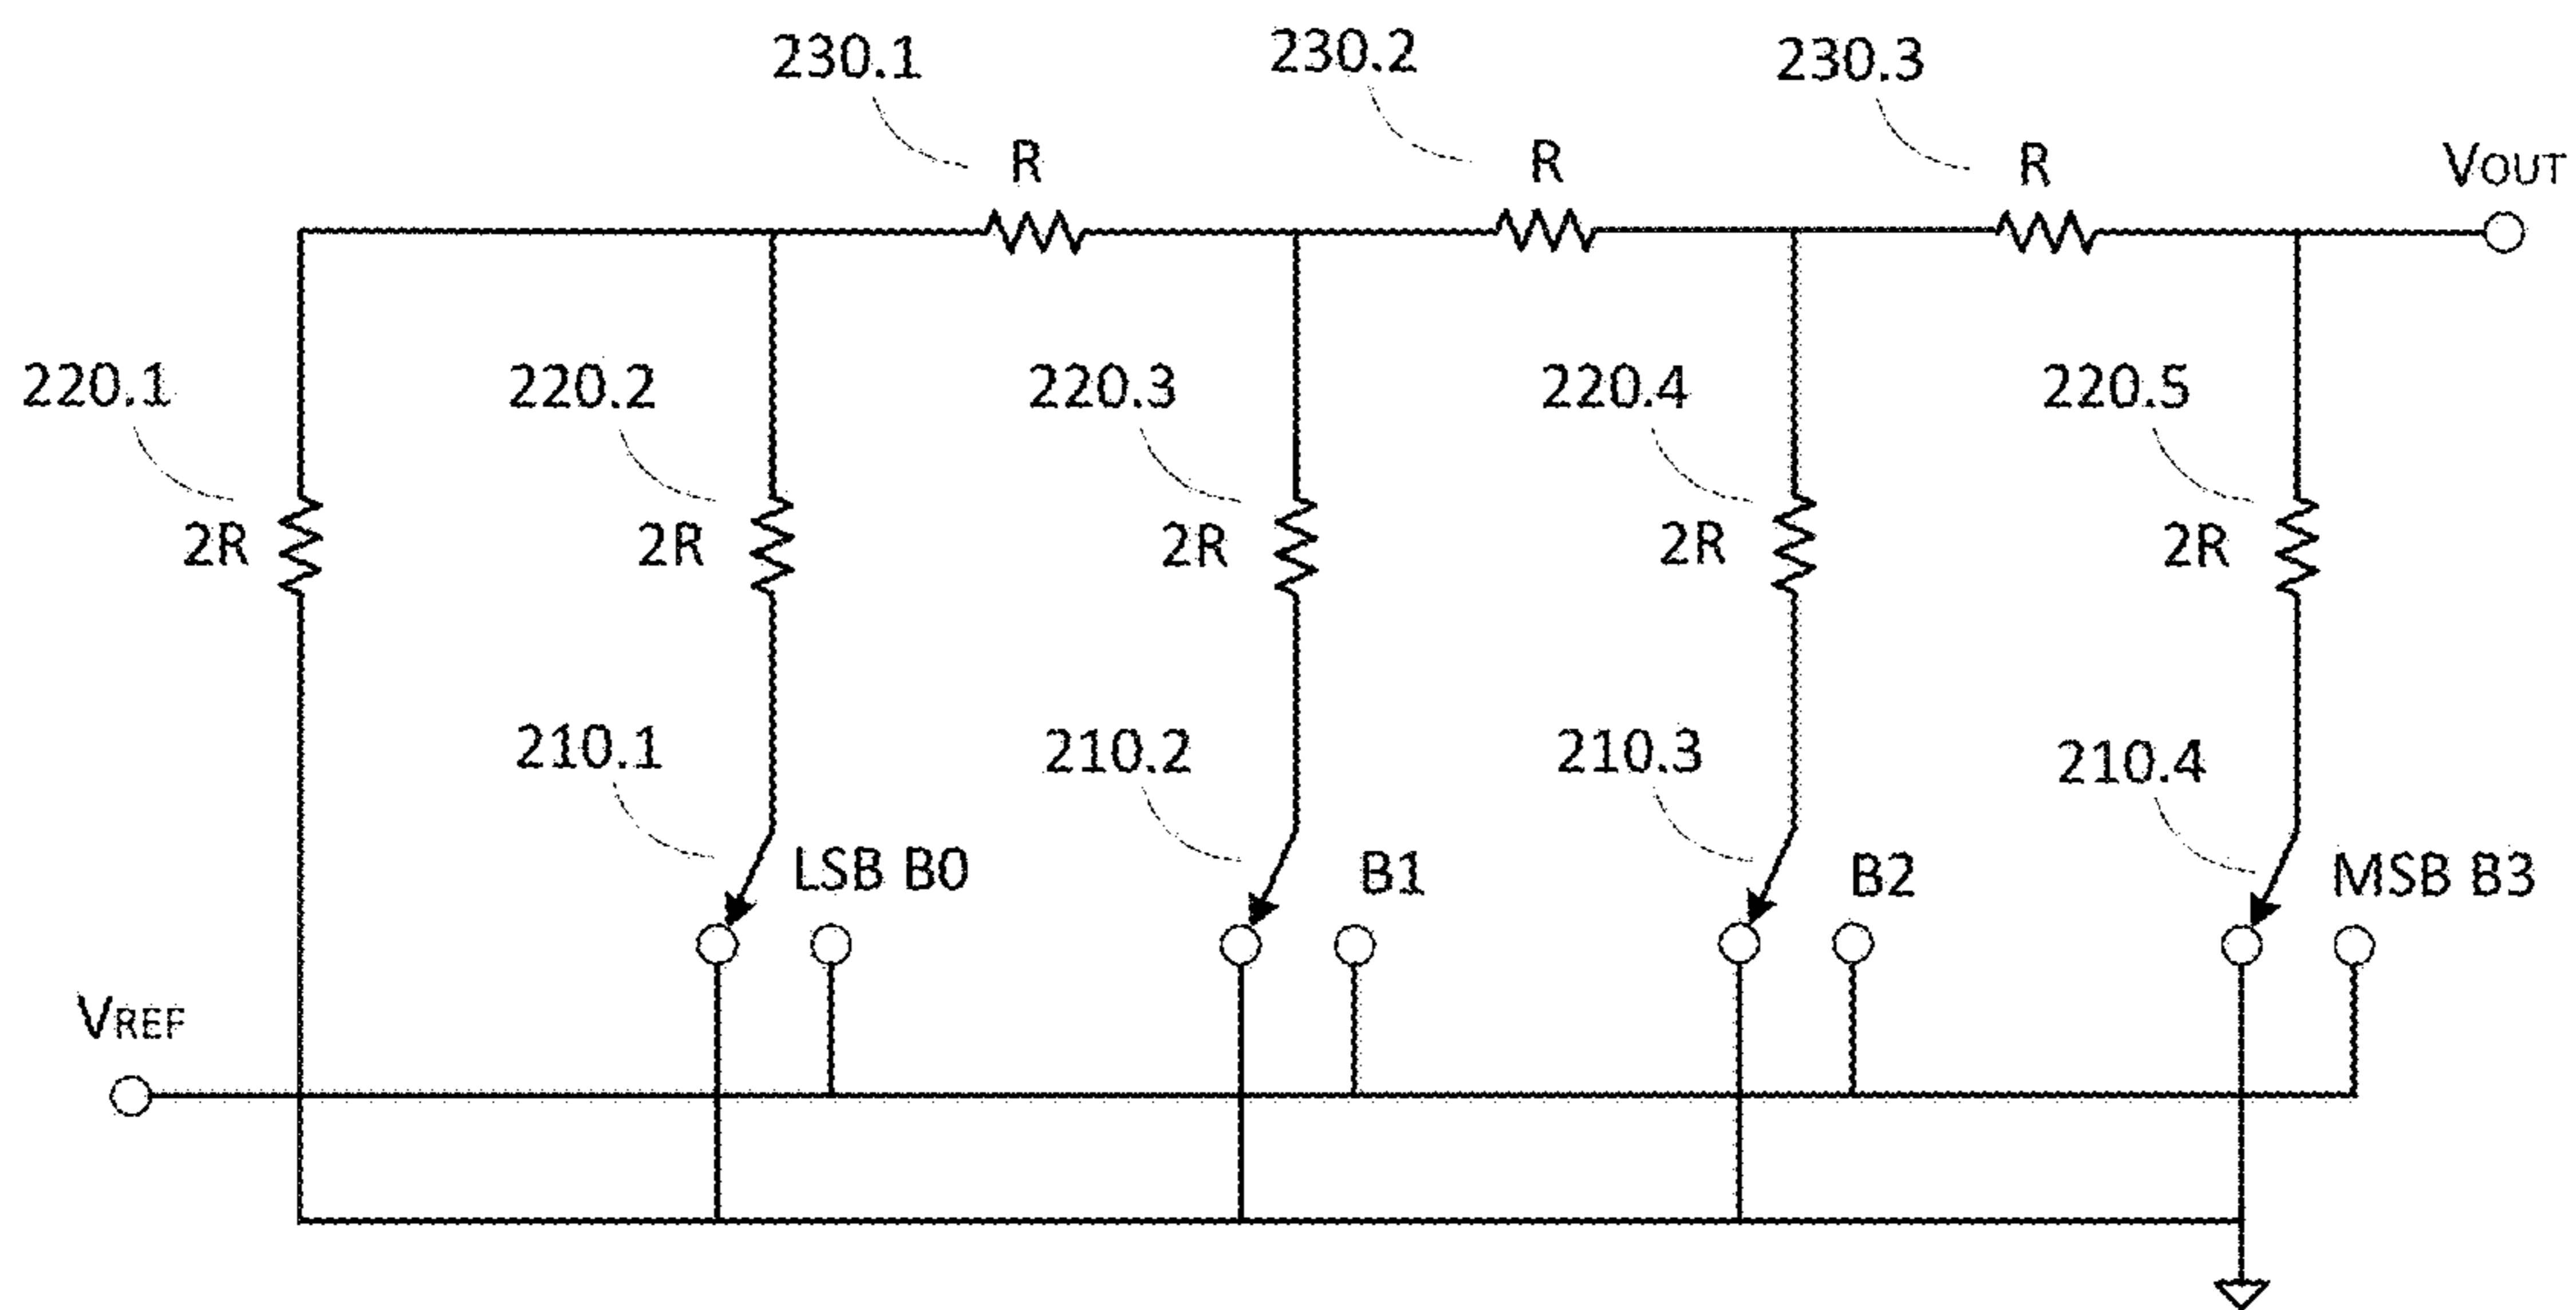 230.1
230.2
230.3
R
R
R
VOUT
220.1
220.2
220.3
220.4
220.5
2R
2R
2R
2R
2R
210.1
210.2
210.3
210.4
LSB B0
B1
B2
MSB B3
VREF